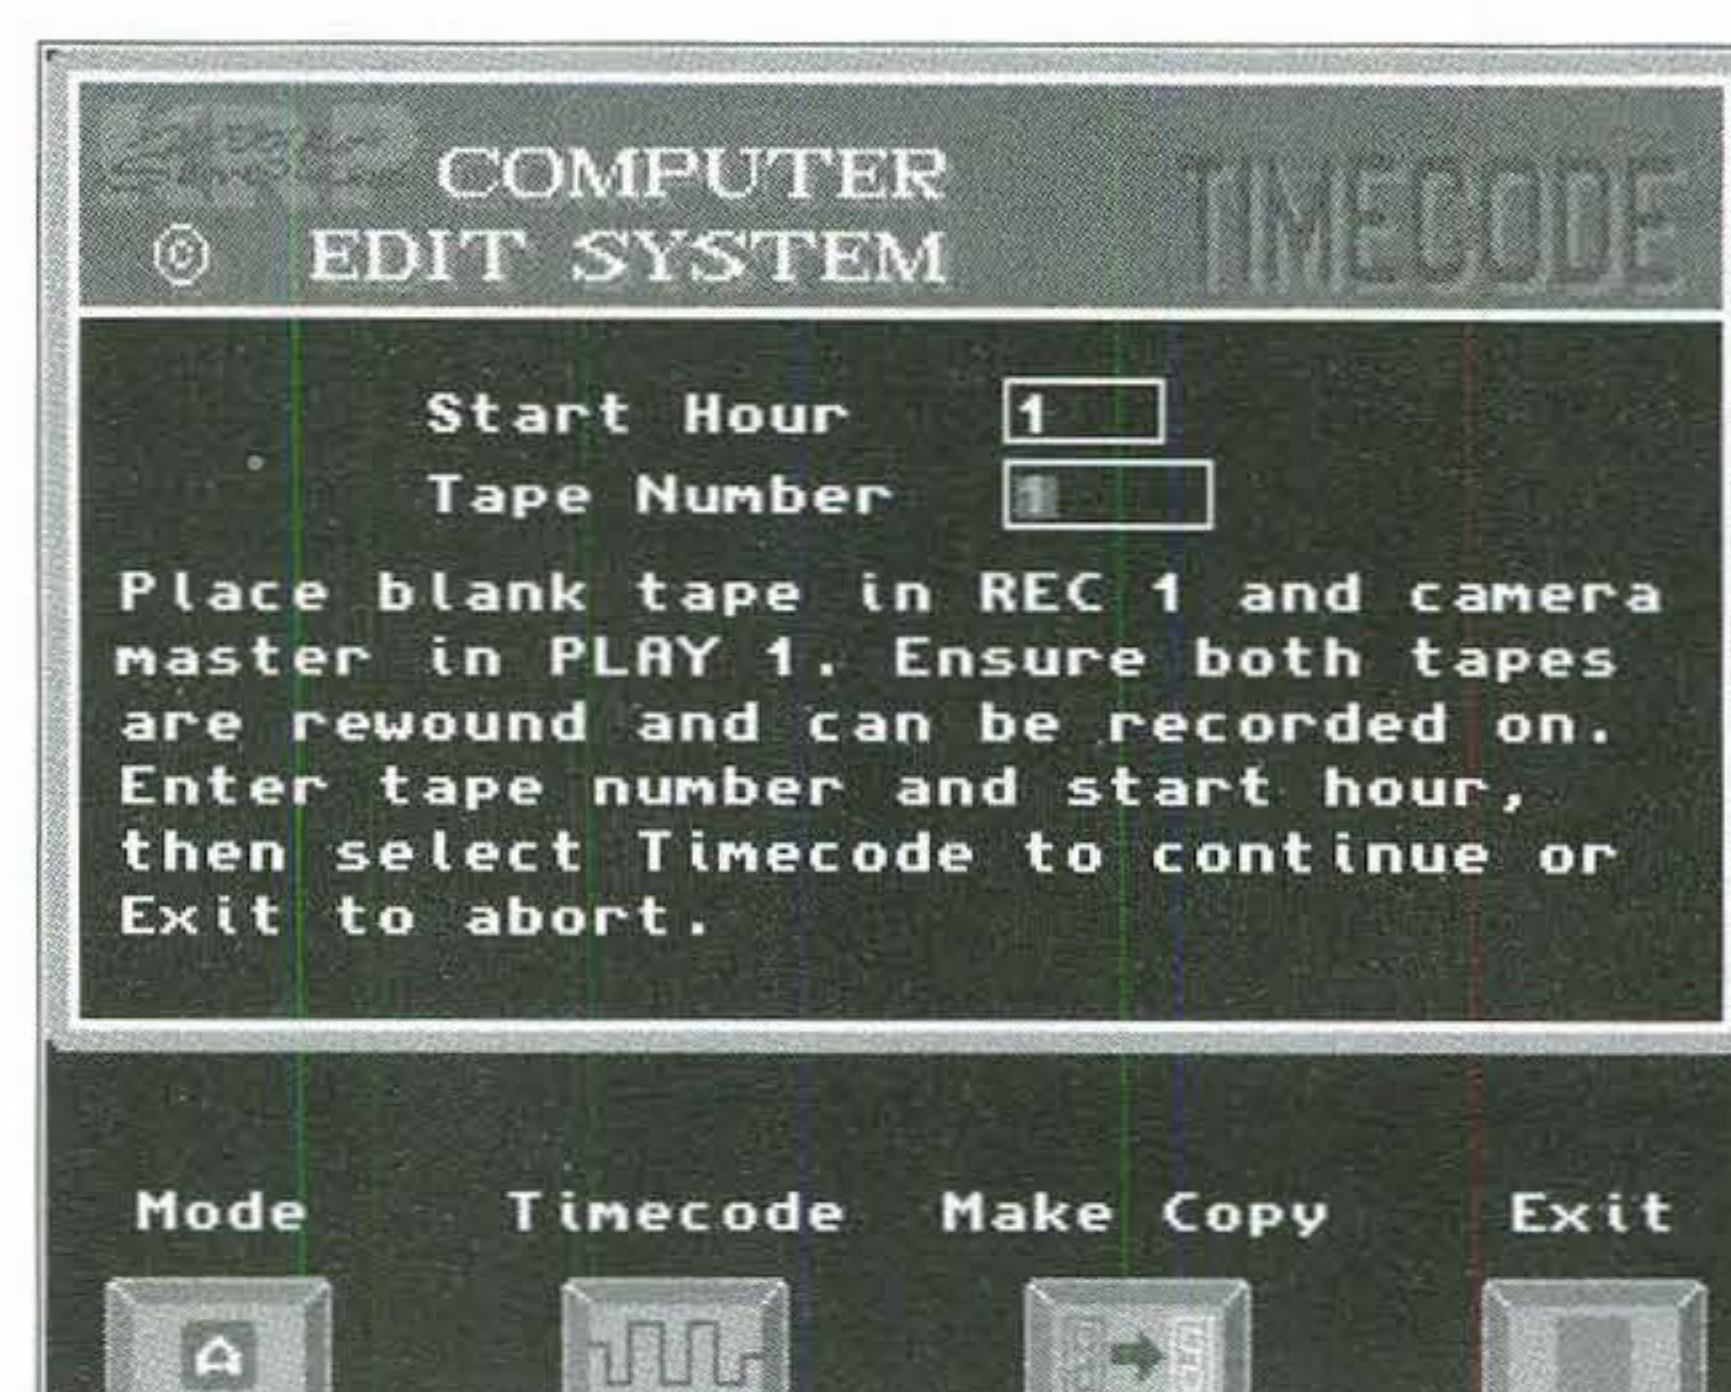 COMPUTER
© EDIT SYSTEM
TIMECODE
Start Hour 1
Tape Number 1
Place blank tape in REC 1 and camera
master in PLAY 1. Ensure both tapes
are rewound and can be recorded on.
Enter tape number and start hour,
then select Timecode to continue or
Exit to abort.
Mode Timecode Make Copy Exit
A